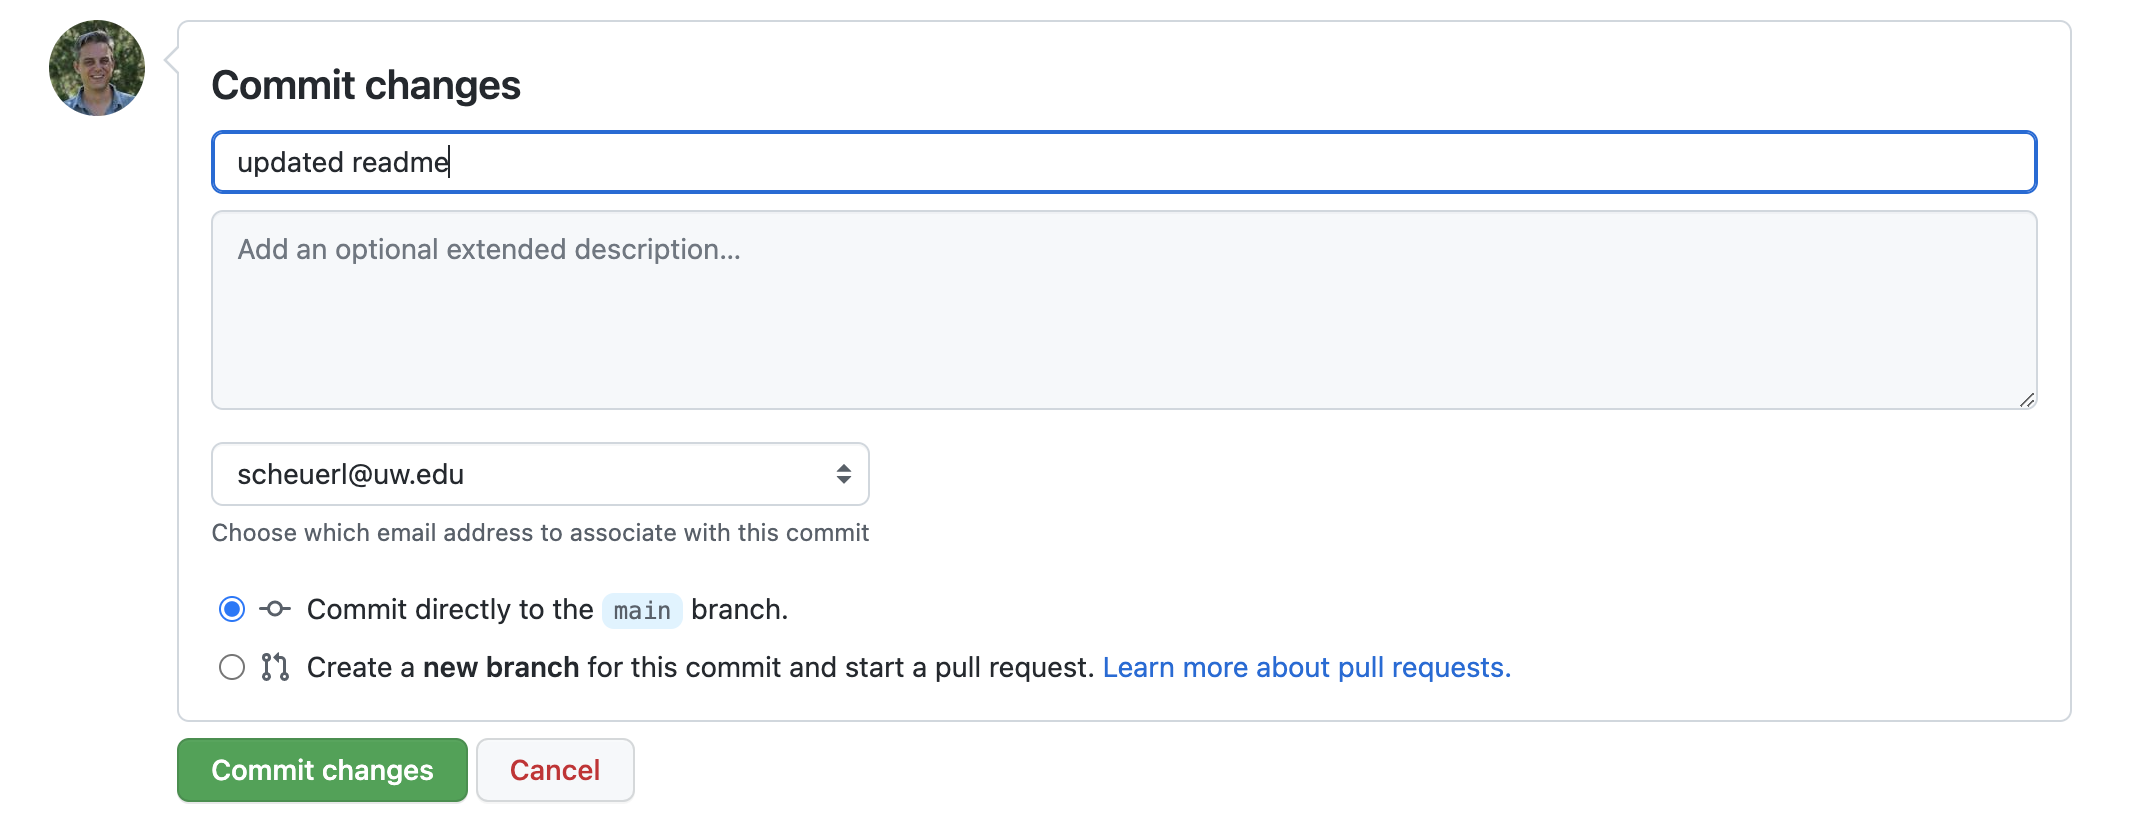 Commit changes
updated readme
Add an optional extended description...
scheuerl@uw.edu
Choose which email address to associate with this commit
Commit directly to the main branch.
Create a new branch for this commit and start a pull request. Learn more about pull requests.
Commit changes Cancel